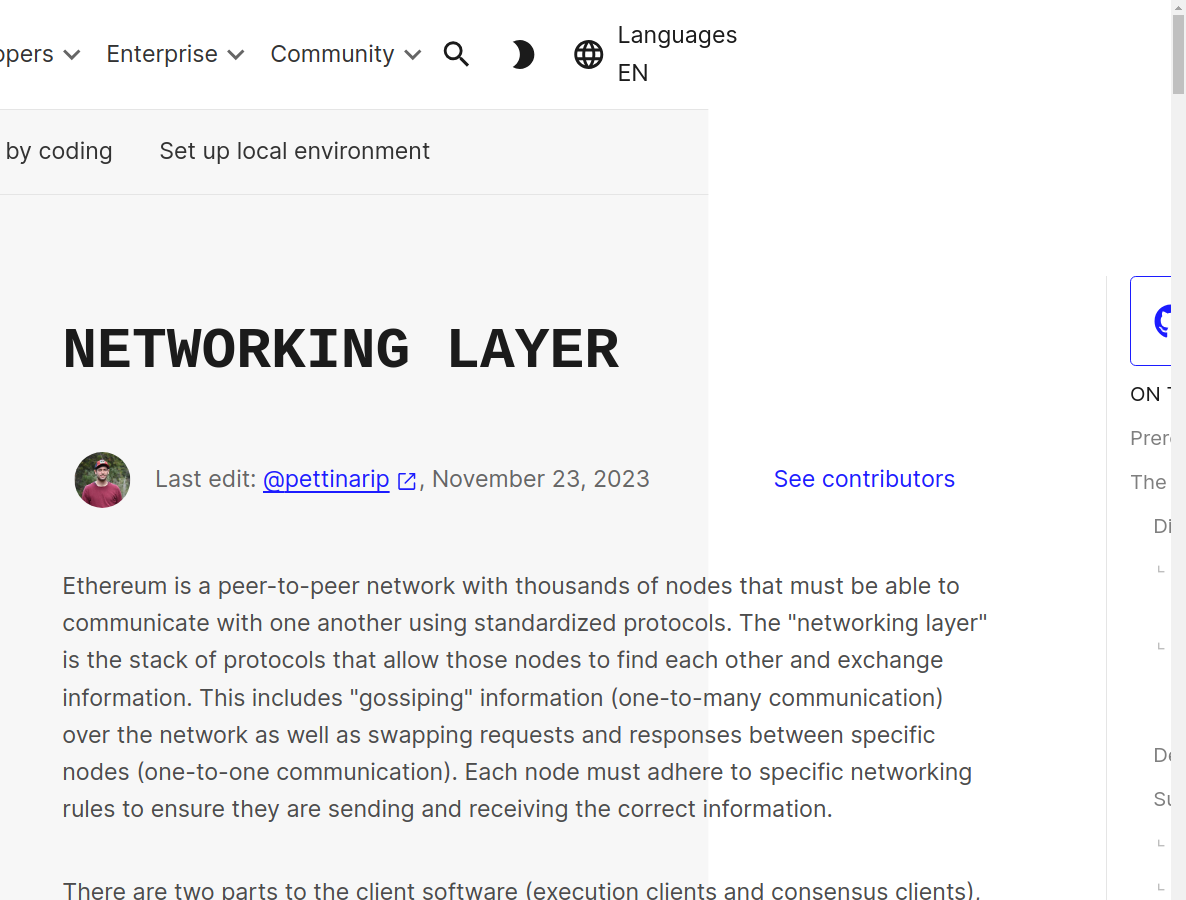 opers Enterprise Community Languages
EN
by coding Set up local environment
NETWORKING LAYER
ON
Last edit: @pettinarip, November 23, 2023 See contributors
The
Ethereum is a peer-to-peer network with thousands of nodes that must be able to
communicate with one another using standardized protocols. The "networking layer"
is the stack of protocols that allow those nodes to find each other and exchange
information. This includes "gossiping" information (one-to-many communication)
over the network as well as swapping requests and responses between specific
nodes (one-to-one communication). Each node must adhere to specific networking
rules to ensure they are sending and receiving the correct information.
There are two parts to the client software (execution clients and consensus clients),